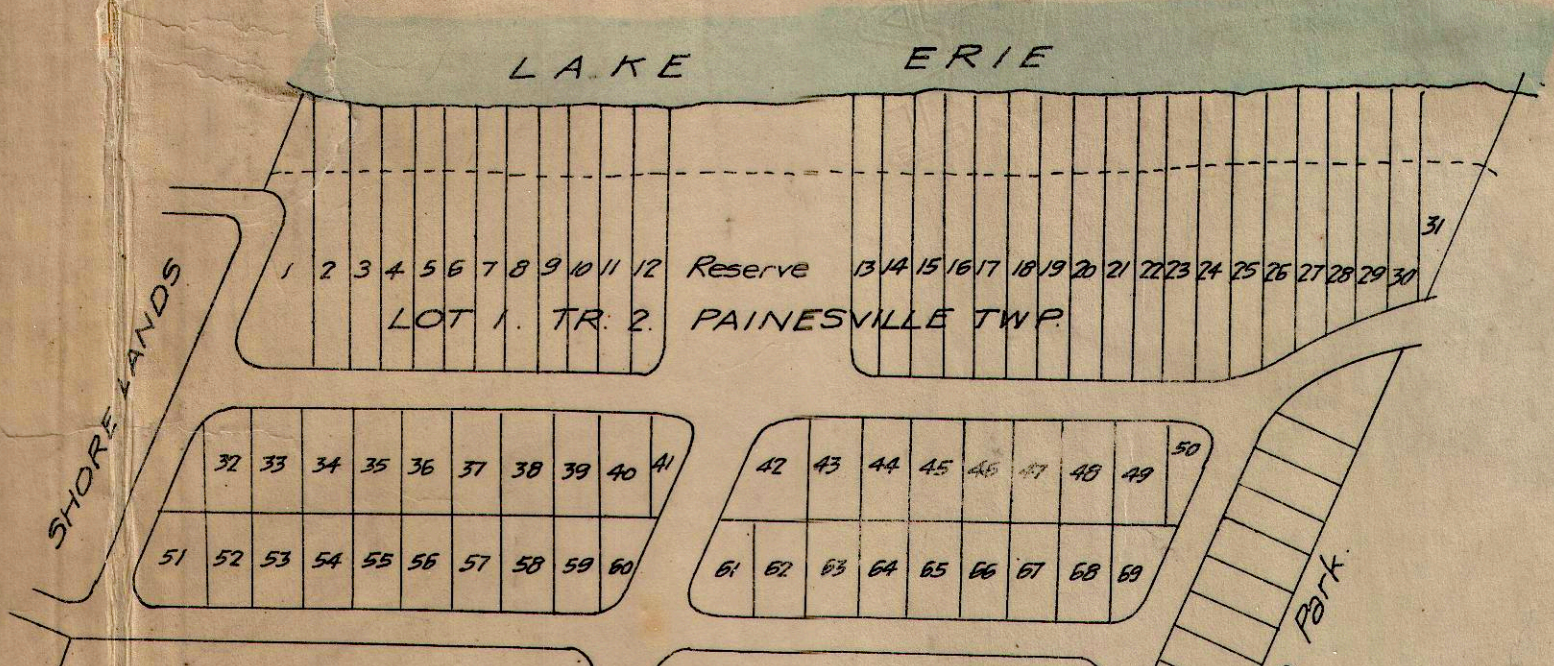 LAKE ERIE
31
1 2 3 4 5 6 7 8 9 10 11 12 Reserve 13 14 15 16 17 18 19 20 21 22 23 24 25 26 27 28 29 30
LOT 1. TR. 2. PAINESVILLE TWP.
SHORE LANDS
32 33 34 35 36 37 38 39 40 41 42 43 44 45 46 47 48 49 50
51 52 53 54 55 56 57 58 59 60 61 62 63 64 65 66 67 68 69
Park.